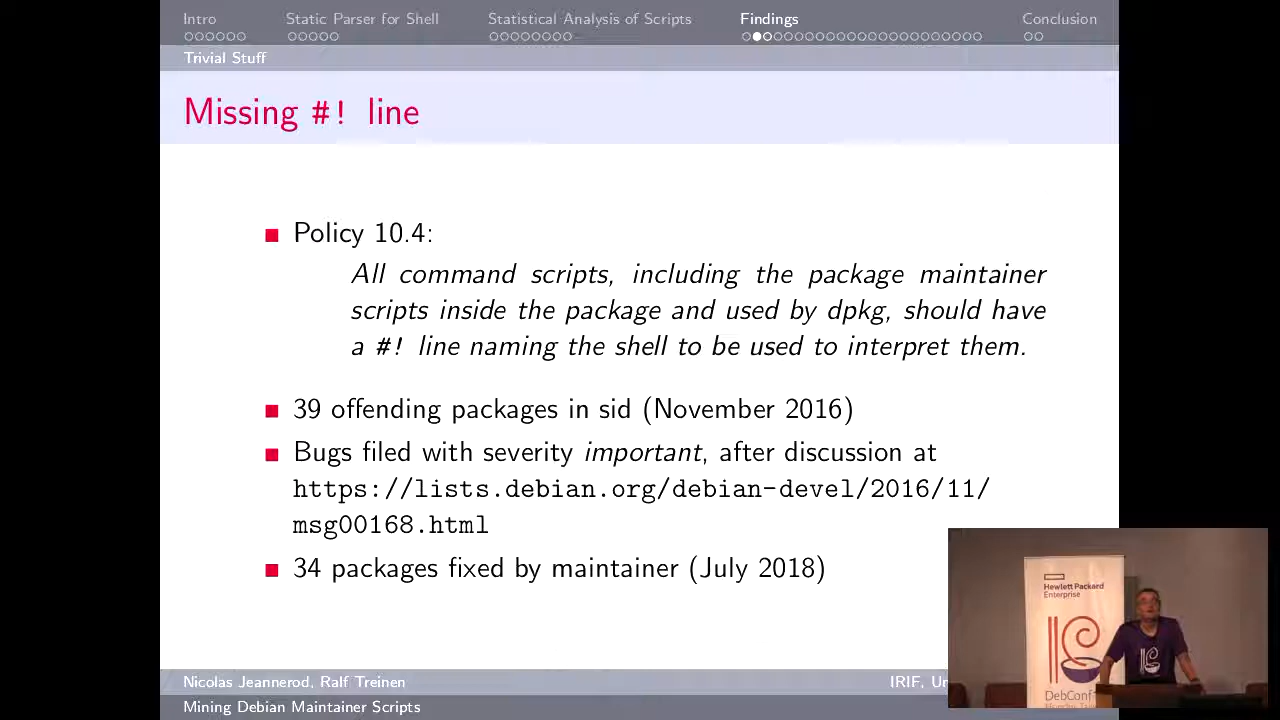 Intro Static Parser for Shell Statistical Analysis of Scripts Findings Conclusion
Trivial Stuff
Missing #! line
Policy 10.4:
All command scripts, including the package maintainer
scripts inside the package and used by dpkg, should have
a #! line naming the shell to be used to interpret them.
39 offending packages in sid (November 2016)
Bugs filed with severity important, after discussion at
https://lists.debian.org/debian-devel/2016/11/
msg00168.html
34 packages fixed by maintainer (July 2018)
Hewlett Packard
Enterprise
Nicolas Jeannerod, Ralf Treinen IRIF,
Mining Debian Maintainer Scripts